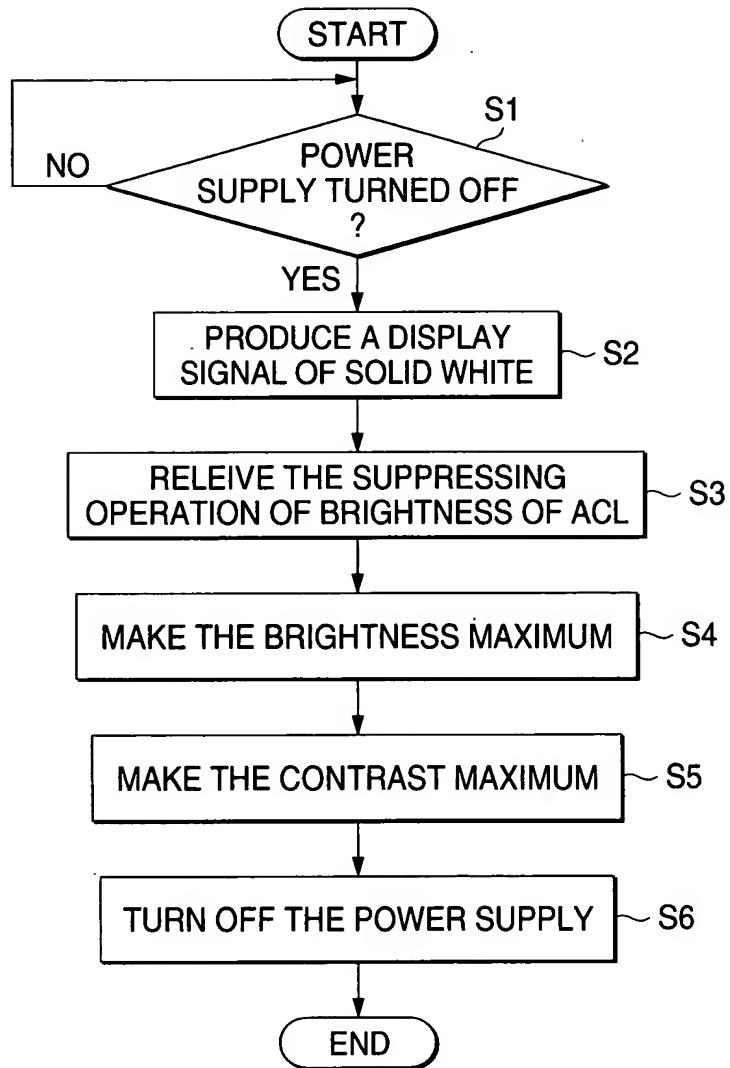 START
S1
POWER
SUPPLY TURNED OFF
?
NO
YES
PRODUCE A DISPLAY
SIGNAL OF SOLID WHITE
S2
RELEIVE THE SUPPRESSING
OPERATION OF BRIGHTNESS OF ACL
S3
MAKE THE BRIGHTNESS MAXIMUM
S4
MAKE THE CONTRAST MAXIMUM
S5
TURN OFF THE POWER SUPPLY
S6
END